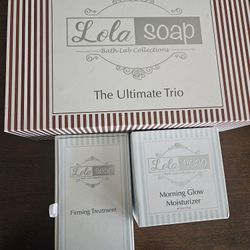 Lola soap
Bath Lab Collections
The Ultimate Trio
Lola soap
Firming Treatment
Lola soap
Morning Glow
Moisturizer